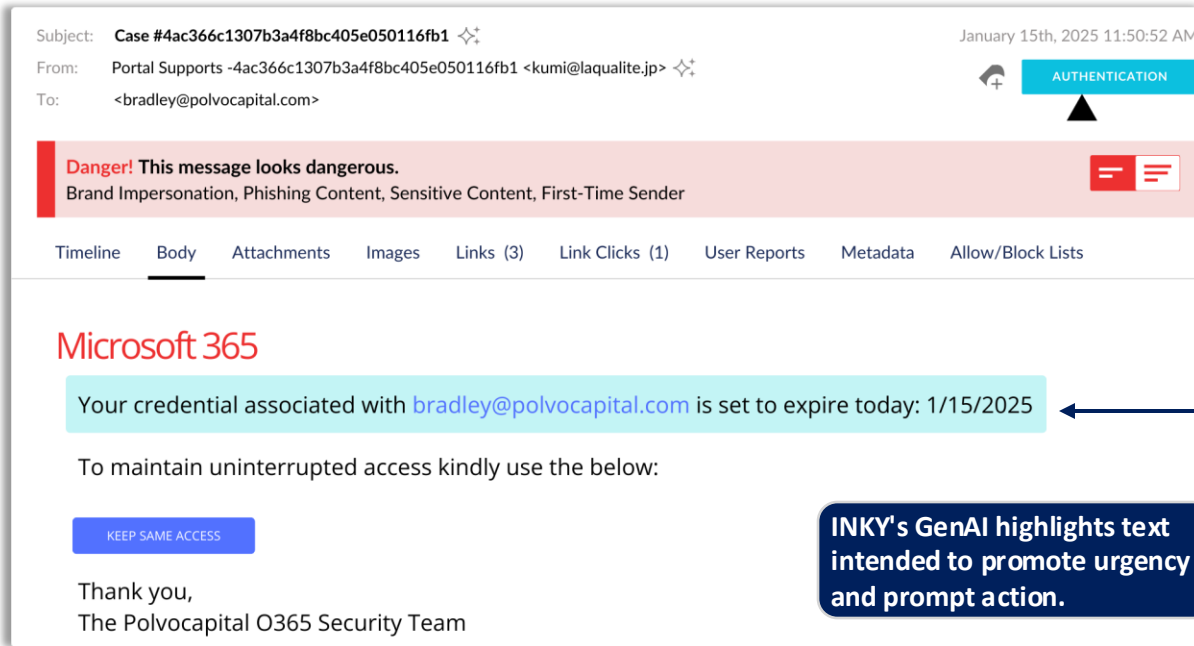 Subject: Case #4ac366c1307b3a4f8bc405e050116fb1
January 15th, 2025 11:50:52 AM
From: Portal Supports -4ac366c1307b3a4f8bc405e050116fb1 <kumi@laqualite.jp>
AUTHENTICATION
To: <bradley@polvocapital.com>
Danger! This message looks dangerous.
Brand Impersonation, Phishing Content, Sensitive Content, First-Time Sender
Timeline Body Attachments Images Links (3) Link Clicks (1) User Reports Metadata Allow/Block Lists
Microsoft 365
Your credential associated with bradley@polvocapital.com is set to expire today: 1/15/2025
To maintain uninterrupted access kindly use the below:
KEEP SAME ACCESS
INKY's GenAI highlights text
intended to promote urgency
and prompt action.
Thank you,
The Polvocapital O365 Security Team